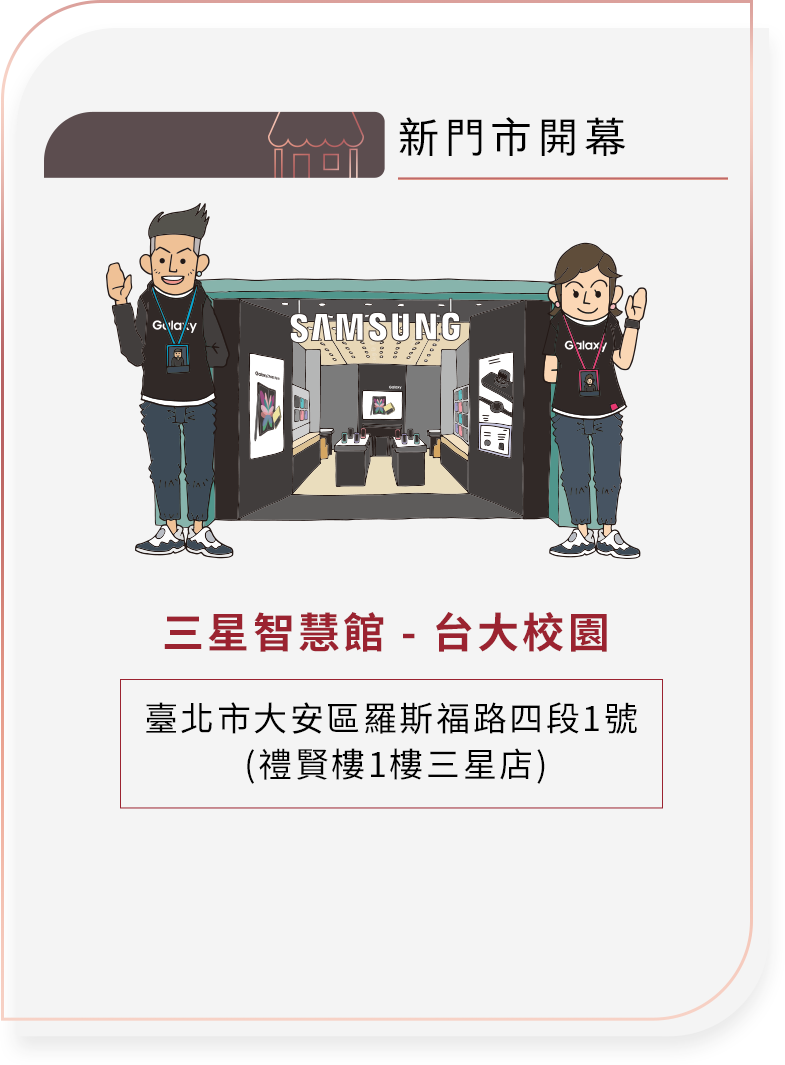 新門市開幕
SAMSUNG
Galaxy
Galaxy
Galaxy
三星智慧館 - 台大校園
臺北市大安區羅斯福路四段1號
(禮賢樓1樓三星店)